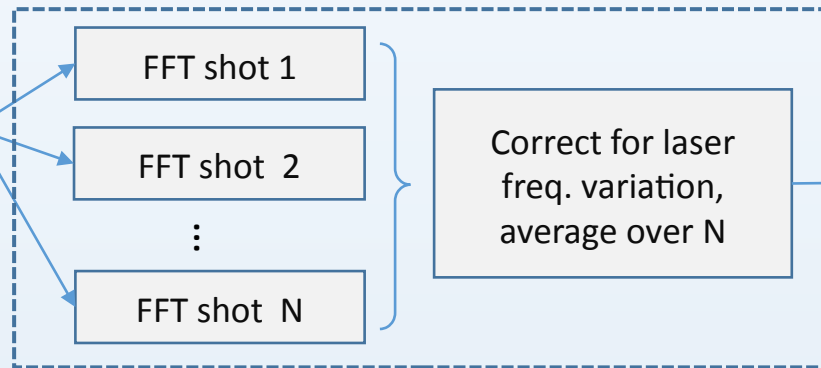 FFT shot 1
FFT shot 2
⋮
FFT shot N
Correct for laser
freq. variation,
average over N